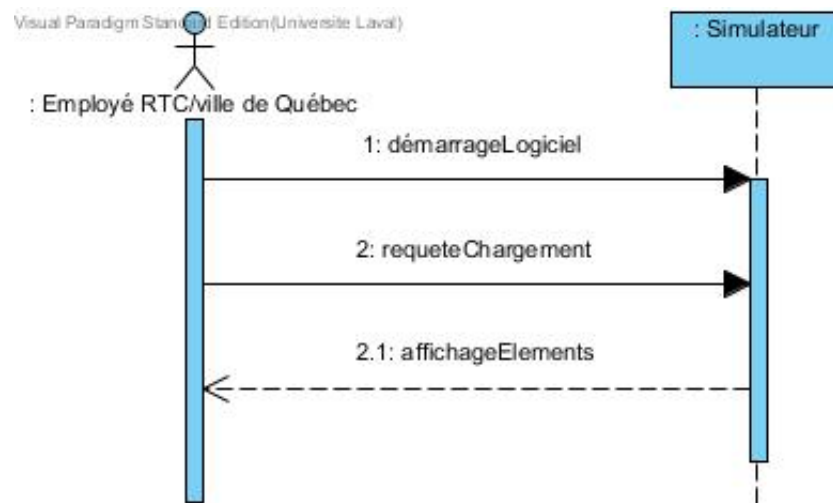 Visual Paradigm Standard Edition(Universite Laval)
: Simulateur
: Employé RTC/ville de Québec
1: démarrageLogiciel
2: requeteChargement
2.1: affichageElements